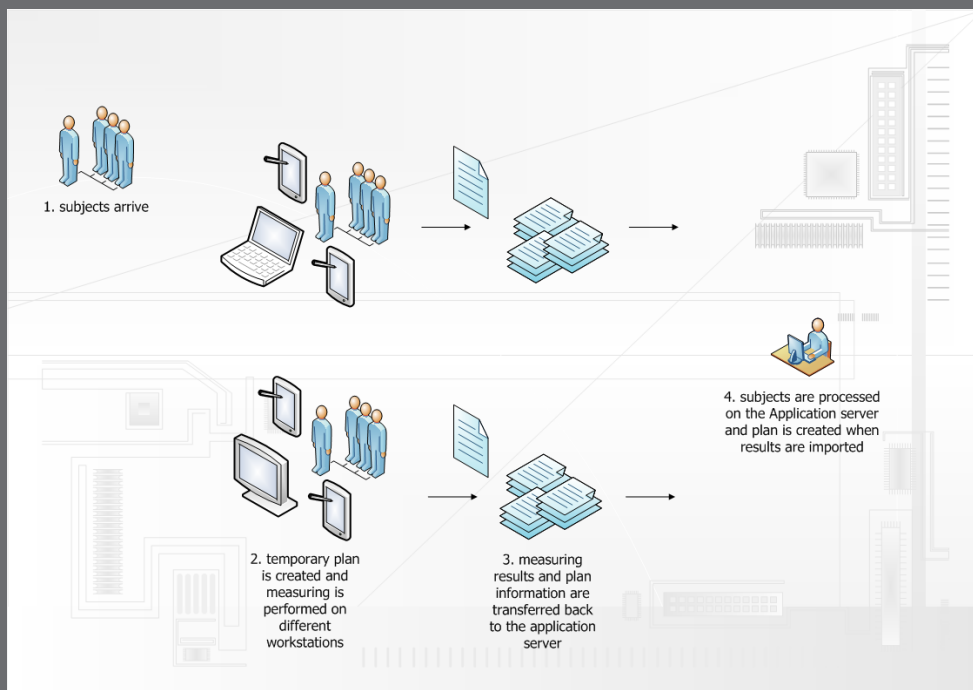 1. subjects arrive
2. temporary plan
is created and
measuring is
performed on
different
workstations
3. measuring
results and plan
information are
transferred back
to the application
server
4. subjects are processed
on the Application server
and plan is created when
results are imported